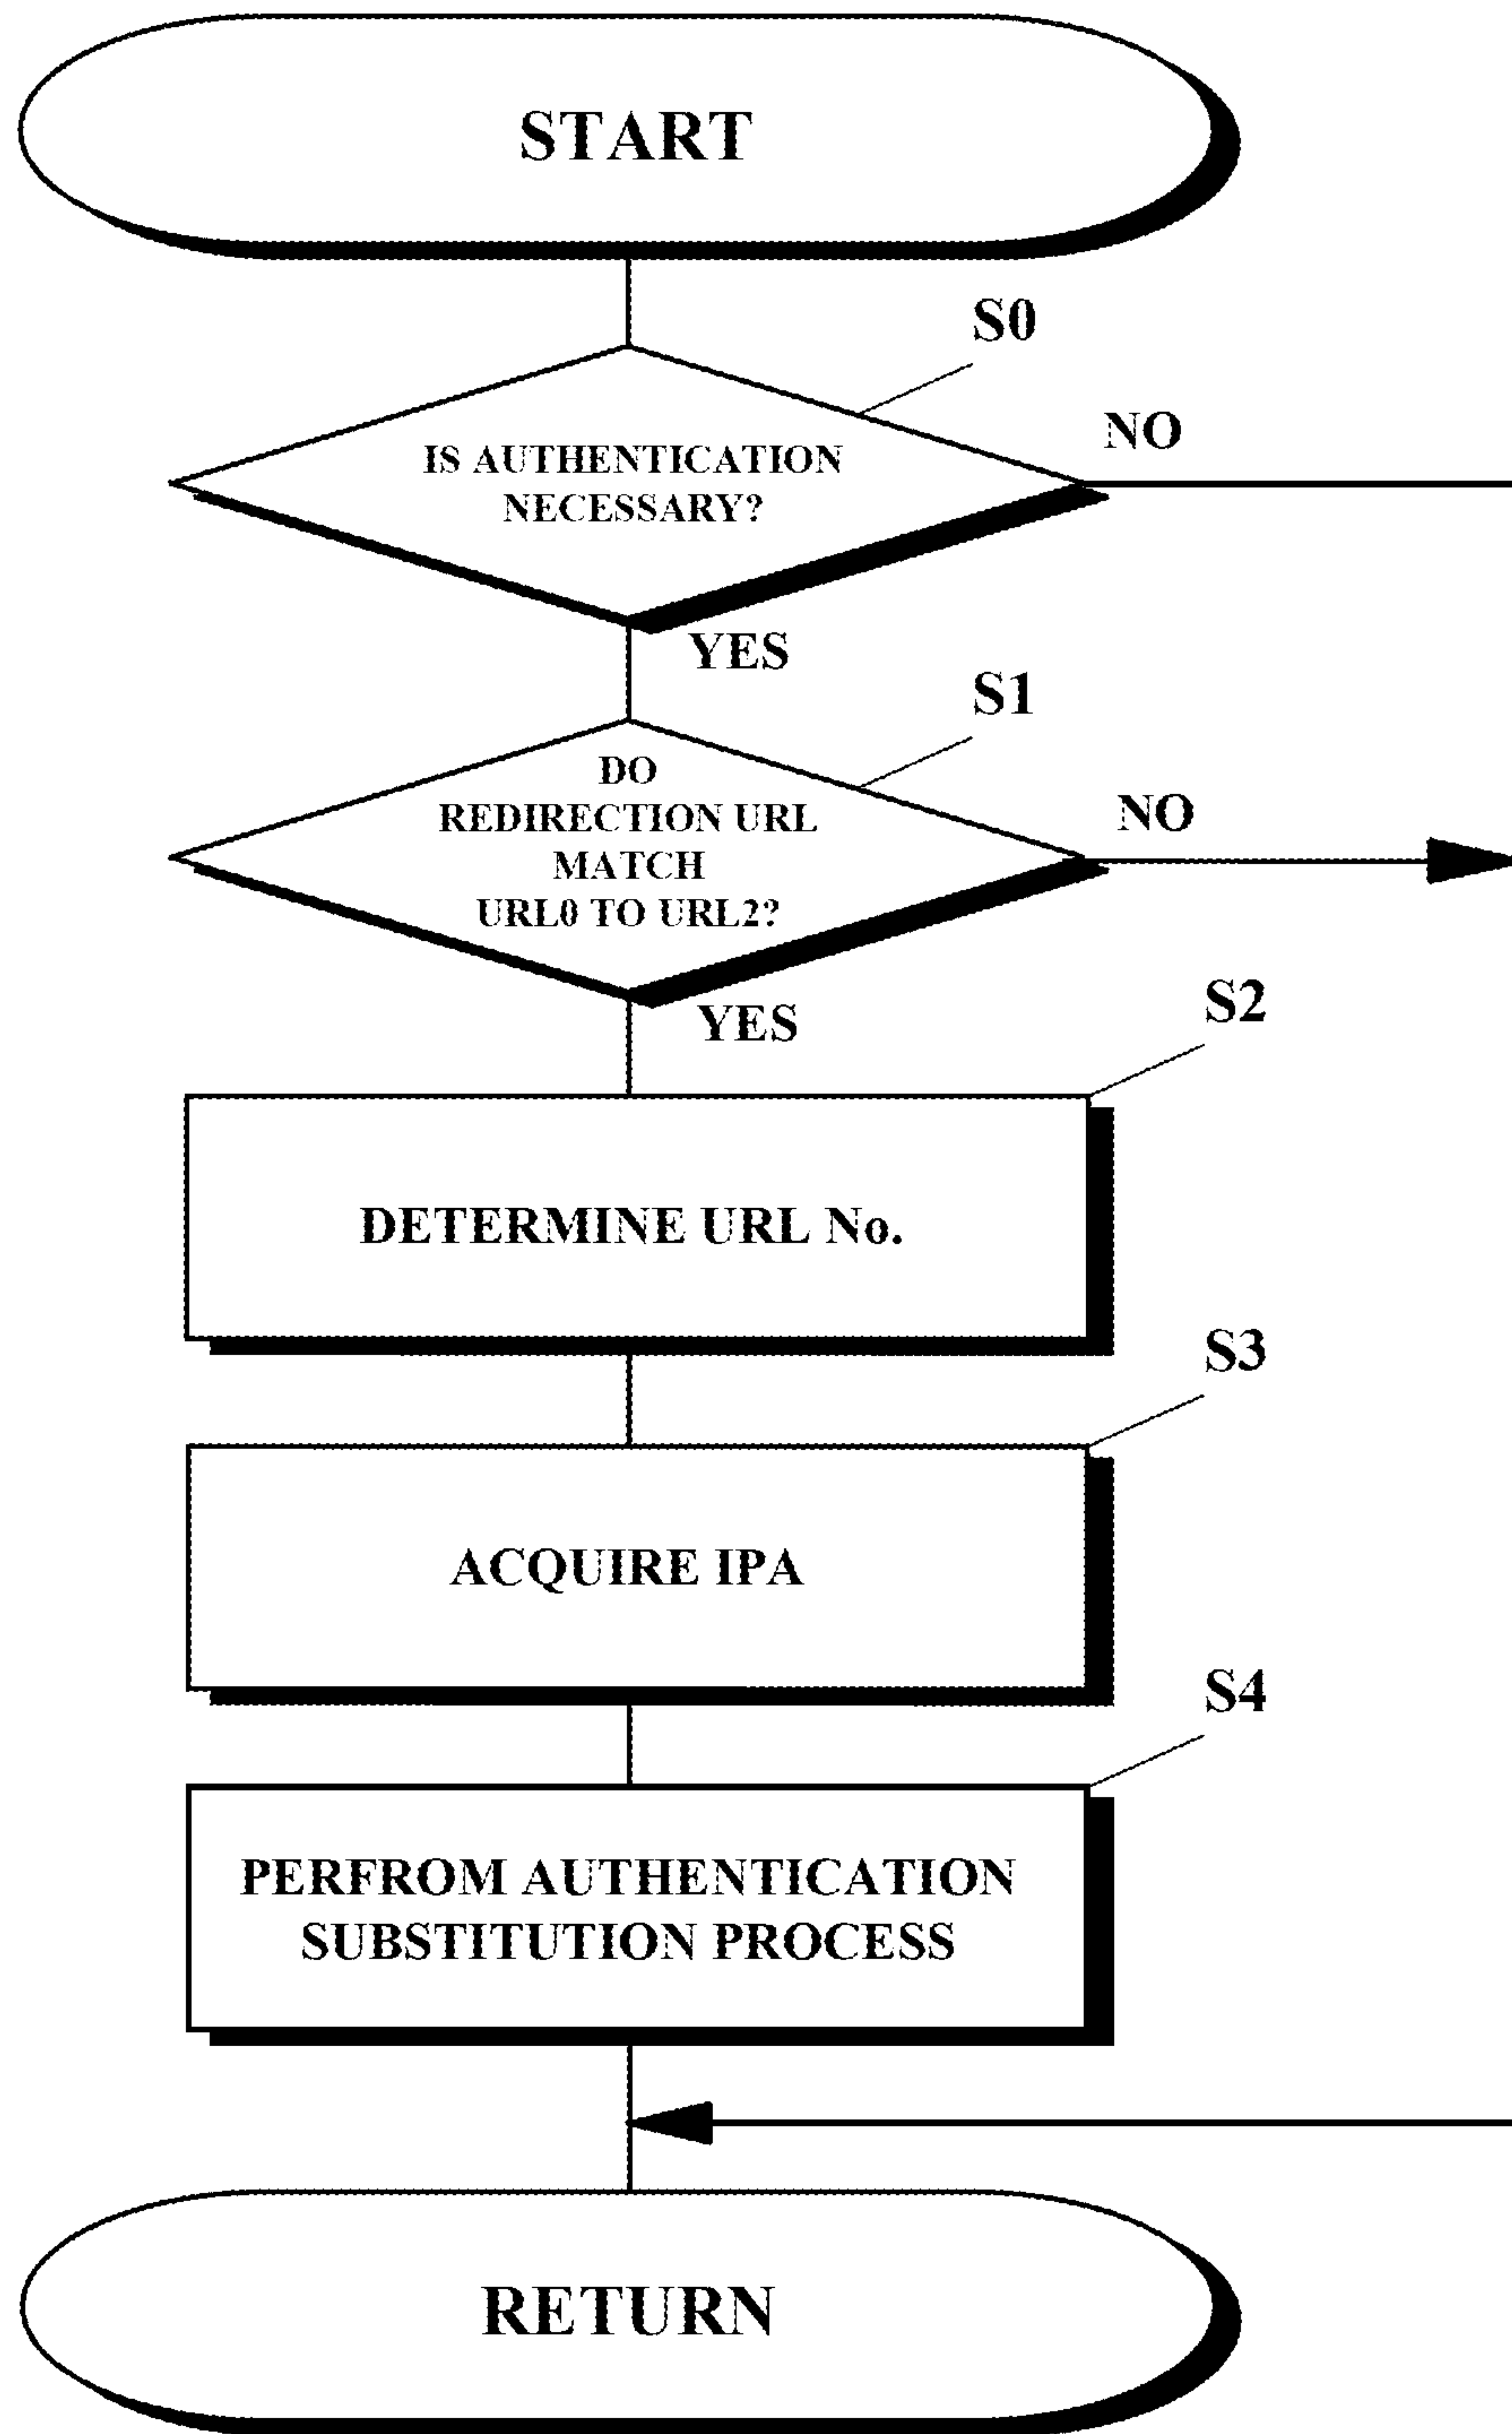 START
S0
IS AUTHENTICATION
NECESSARY?
NO
YES
S1
DO
REDIRECTION URL
MATCH
URL0 TO URL2?
NO
YES
S2
DETERMINE URL No.
S3
ACQUIRE IPA
S4
PERFROM AUTHENTICATION
SUBSTITUTION PROCESS
RETURN